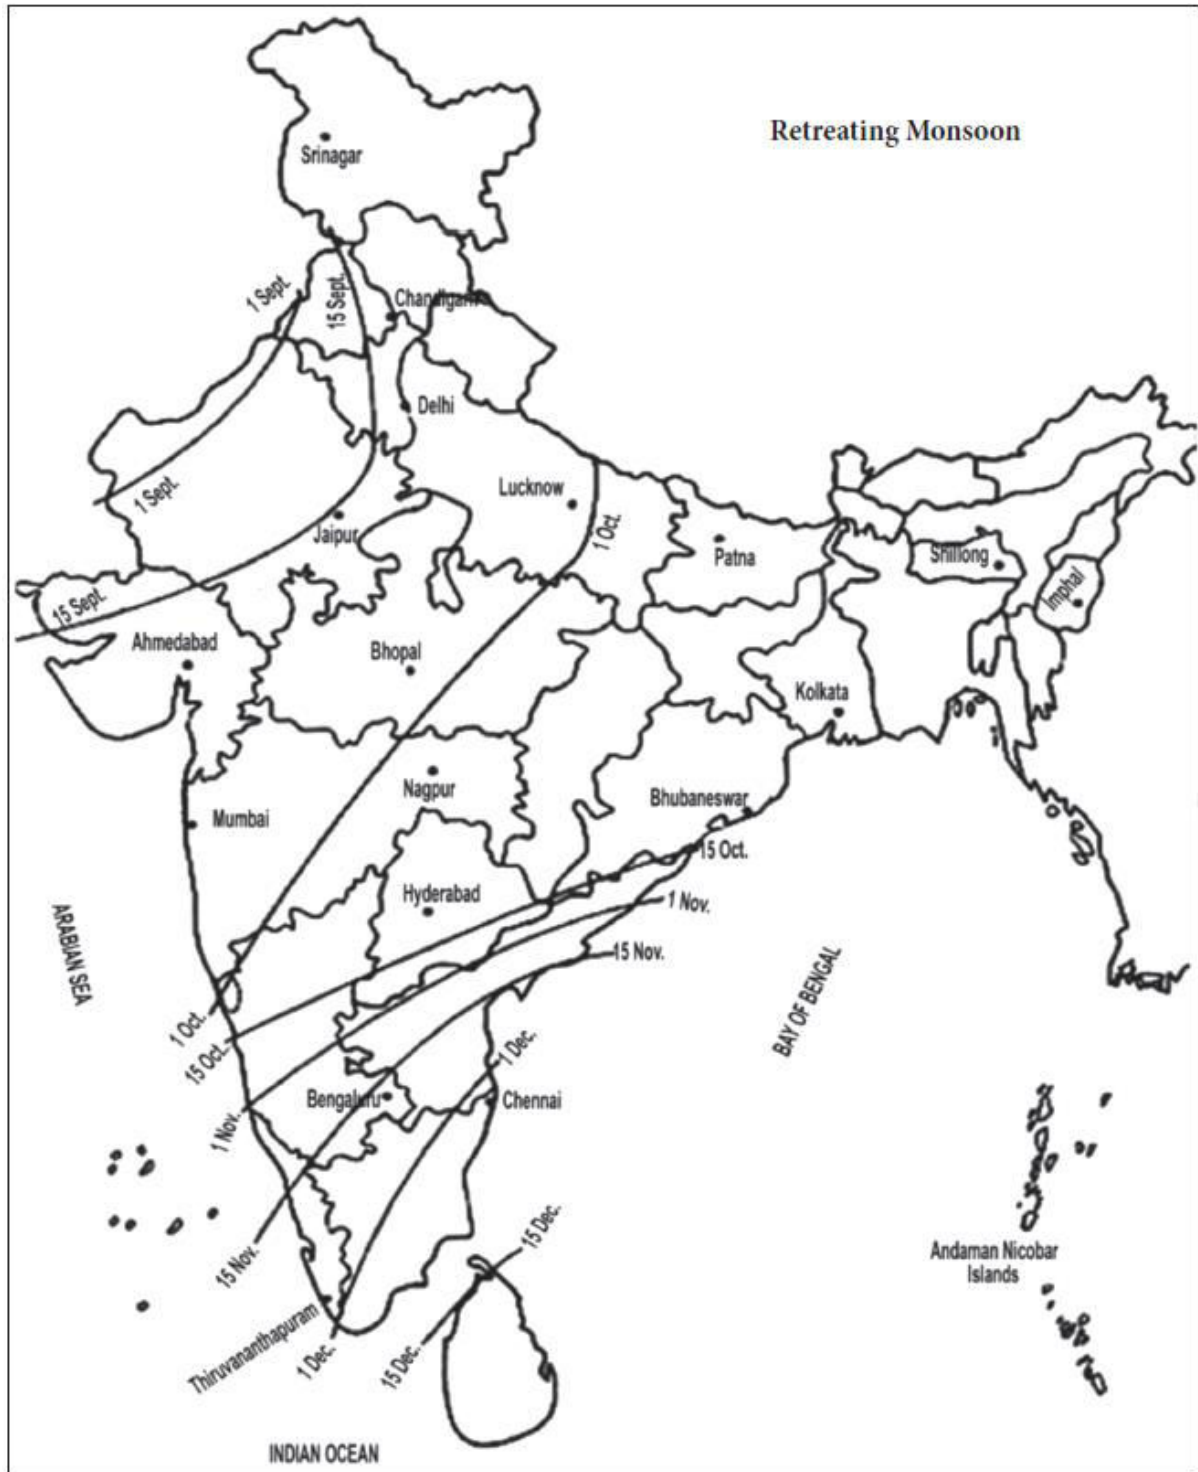 Retreating Monsoon
Srinagar
1 Sept.
15 Sept.
Chandigarh
Delhi
1 Sept.
Lucknow
Jaipur
1 Oct.
Patna
Shillong
Imphal
15 Sept.
Ahmedabad
Bhopal
Kolkata
Nagpur
Bhubaneswar
Mumbai
15 Oct.
Hyderabad
1 Nov.
ARABIAN SEA
15 Nov.
BAY OF BENGAL
1 Oct.
15 Oct.
1 Dec.
Bengaluru
Chennai
1 Nov.
15 Dec.
15 Nov.
Andaman Nicobar
Islands
Thiruvananthapuram
1 Dec.
15 Dec.
INDIAN OCEAN